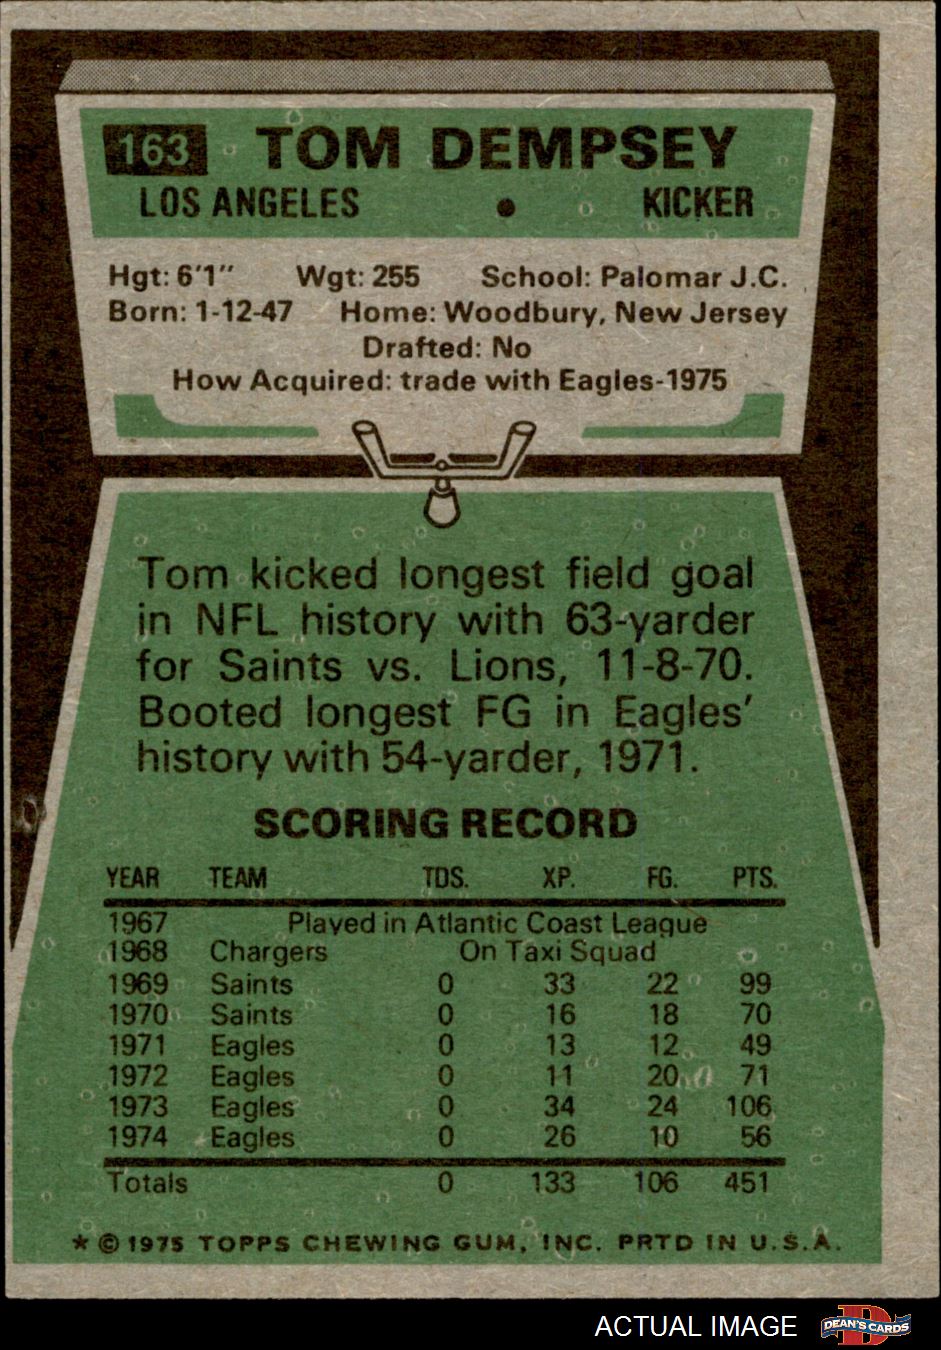 163 TOM DEMPSEY
LOS ANGELES • KICKER
Hgt: 6'1" Wgt: 255 School: Palomar J.C.
Born: 1-12-47 Home: Woodbury, New Jersey
Drafted: No
How Acquired: trade with Eagles-1975
Tom kicked longest field goal
in NFL history with 63-yarder
for Saints vs. Lions, 11-8-70.
Booted longest FG in Eagles'
history with 54-yarder, 1971.
SCORING RECORD
YEAR TEAM TDS. XP. FG. PTS.
1967 Played in Atlantic Coast League
1968 Chargers On Taxi Squad
1969 Saints 0 33 22 99
1970 Saints 0 16 18 70
1971 Eagles 0 13 12 49
1972 Eagles 0 11 20 71
1973 Eagles 0 34 24 106
1974 Eagles 0 26 10 56
Totals 0 133 106 451
* © 1975 TOPPS CHEWING GUM, INC. PRTD IN U.S.A.
ACTUAL IMAGE D DEAN'S CARDS